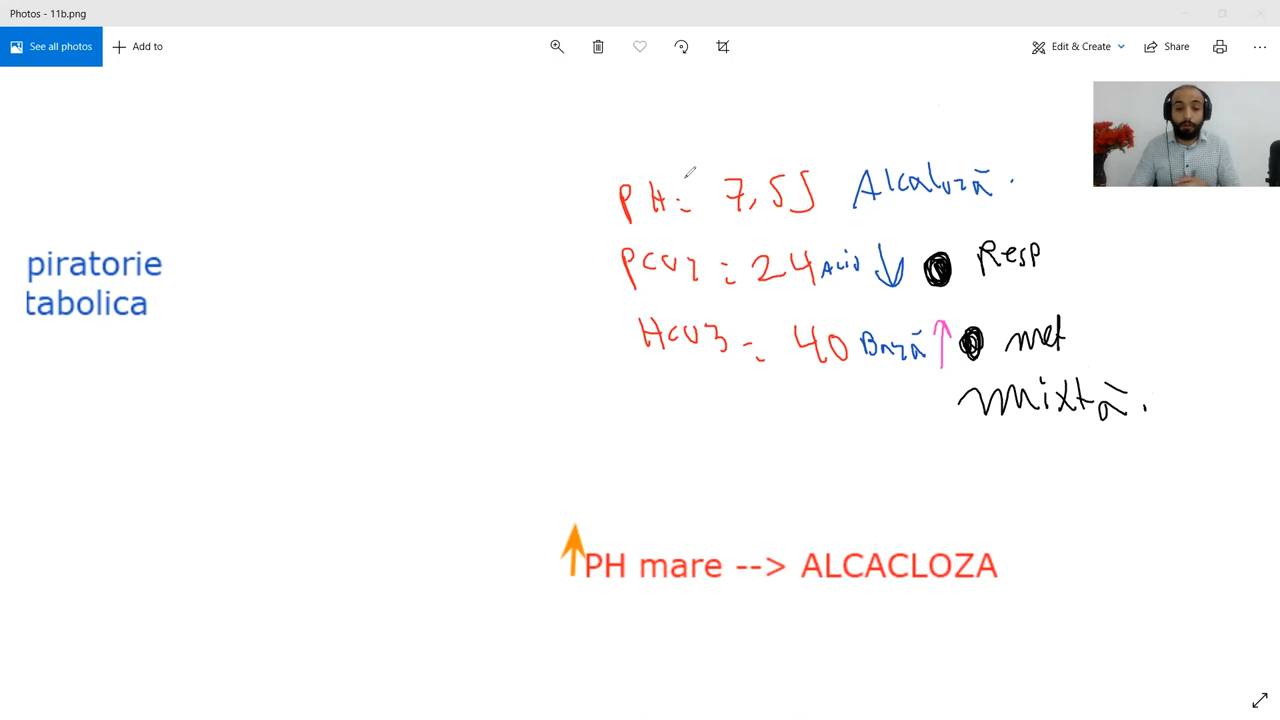 Photos - 11b.png
See all photos
Add to
Edit & Create
Share
PH= 7,55 Alcaloză.
PCO2 = 24 Acid ↓ Resp
HCO3 = 40 Bază ↑ met
Mixtă.
piratorie
tabolica
PH mare --> ALCACLOZA